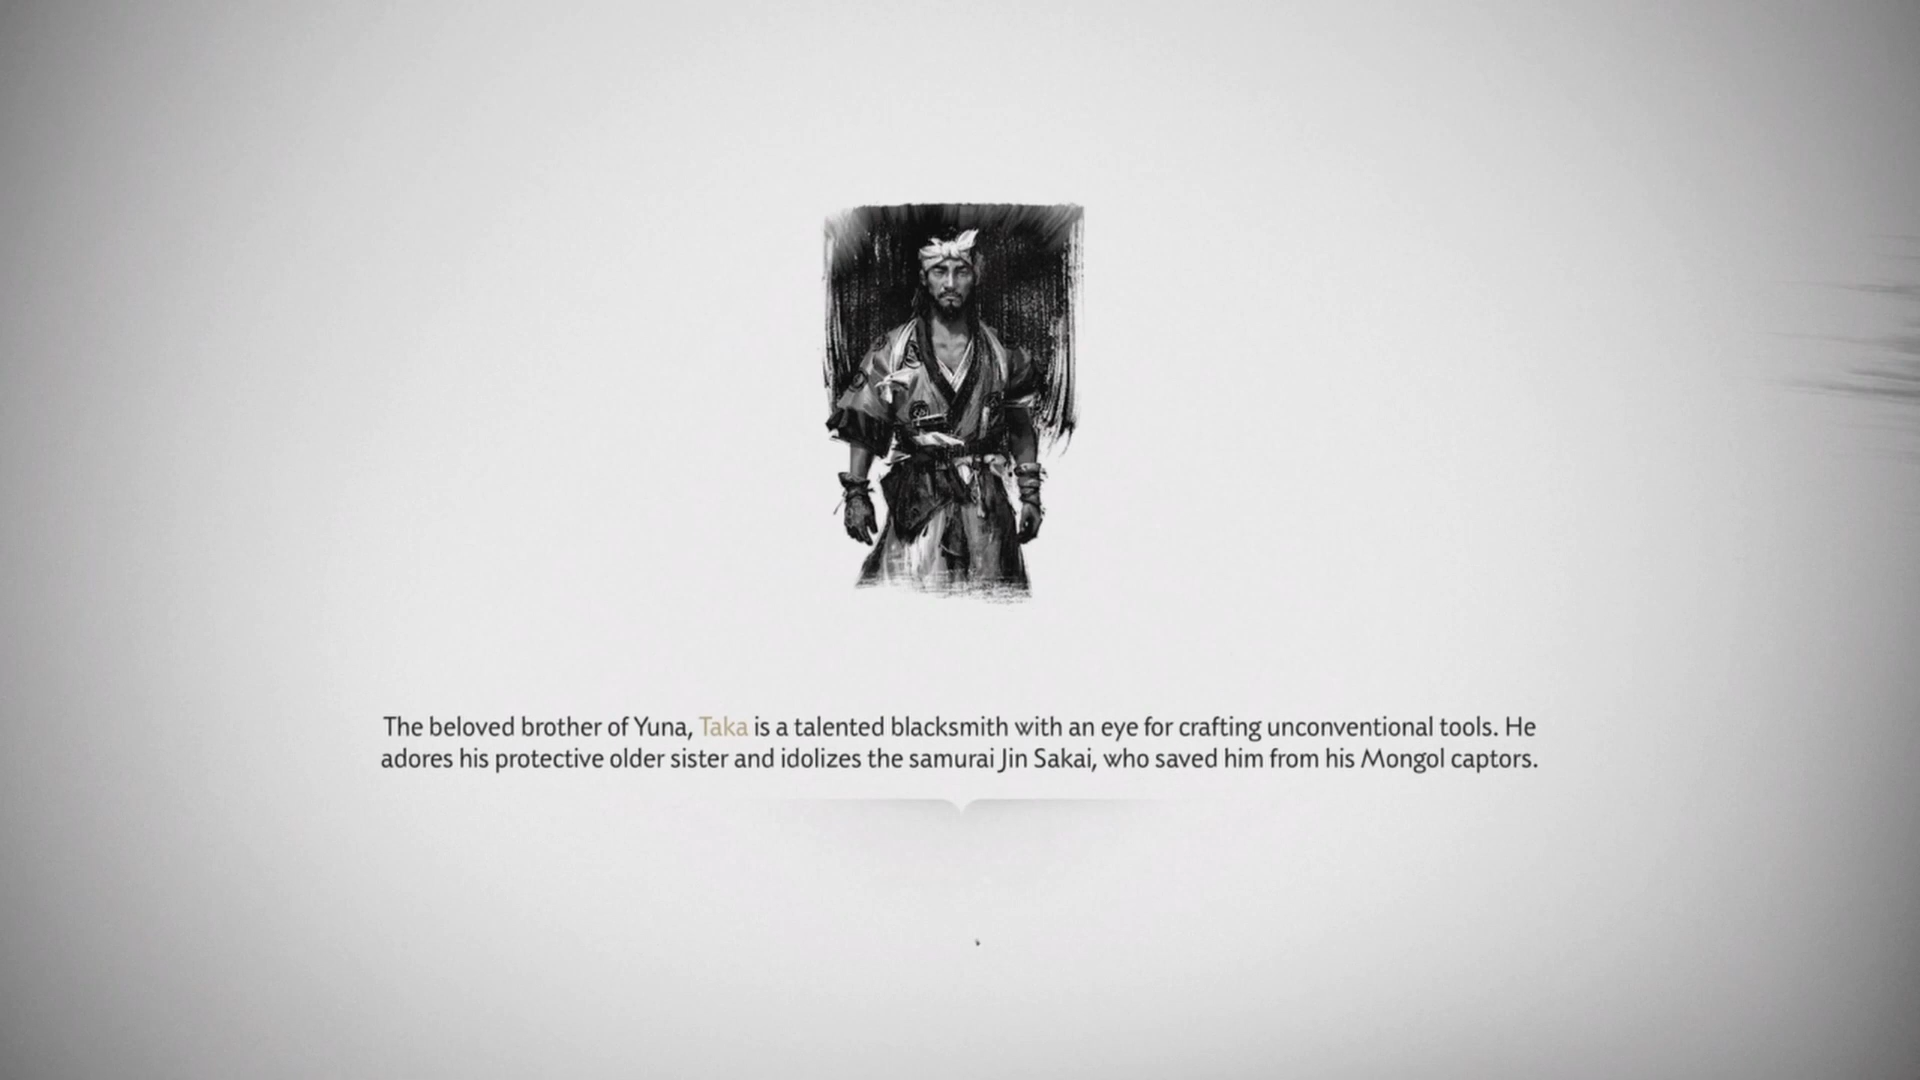 The beloved brother of Yuna, Taka is a talented blacksmith with an eye for crafting unconventional tools. He
adores his protective older sister and idolizes the samurai Jin Sakai, who saved him from his Mongol captors.